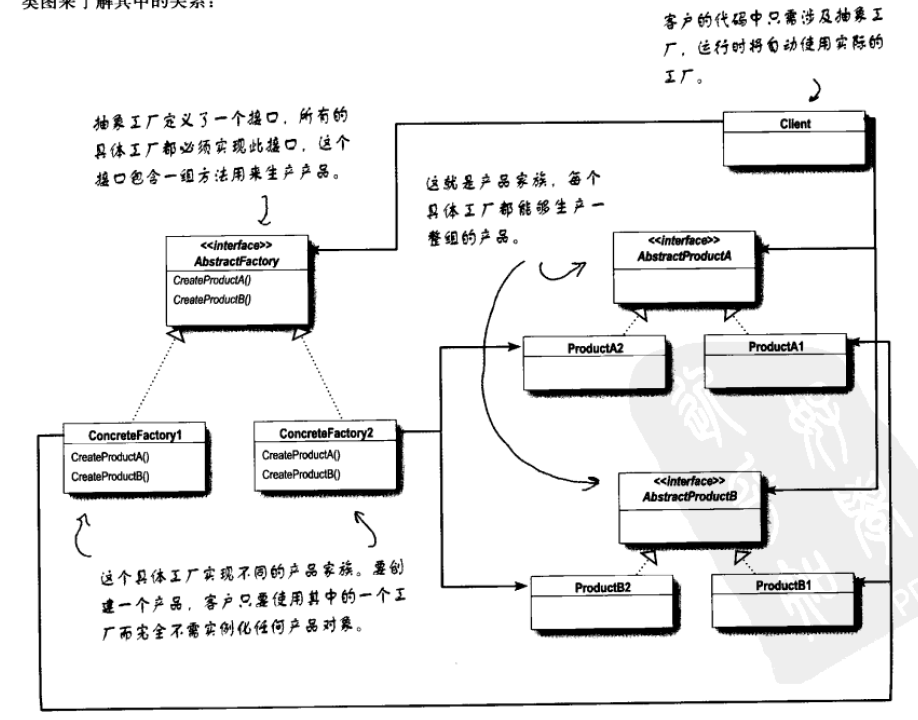 类图来了解其中的关系：
客户的代码中只需涉及抽象工
厂，运行时将自动使用实际的
工厂。
抽象工厂定义了一个接口，所有的
具体工厂都必须实现此接口，这个
接口包含一组方法用来生产产品。
Client
这就是产品家族，每个
具体工厂都能够生产一
整组的产品。
<<interface>>
AbstractFactory
CreateProductA()
CreateProductB()
<<interface>>
AbstractProductA
ProductA2
ProductA1
ConcreteFactory1
CreateProductA()
CreateProductB()
ConcreteFactory2
CreateProductA()
CreateProductB()
<<interface>>
AbstractProductB
ProductB2
ProductB1
这个具体工厂实现不同的产品家族。要创
建一个产品，客户只要使用其中的一个工
厂而完全不需实例化任何产品对象。